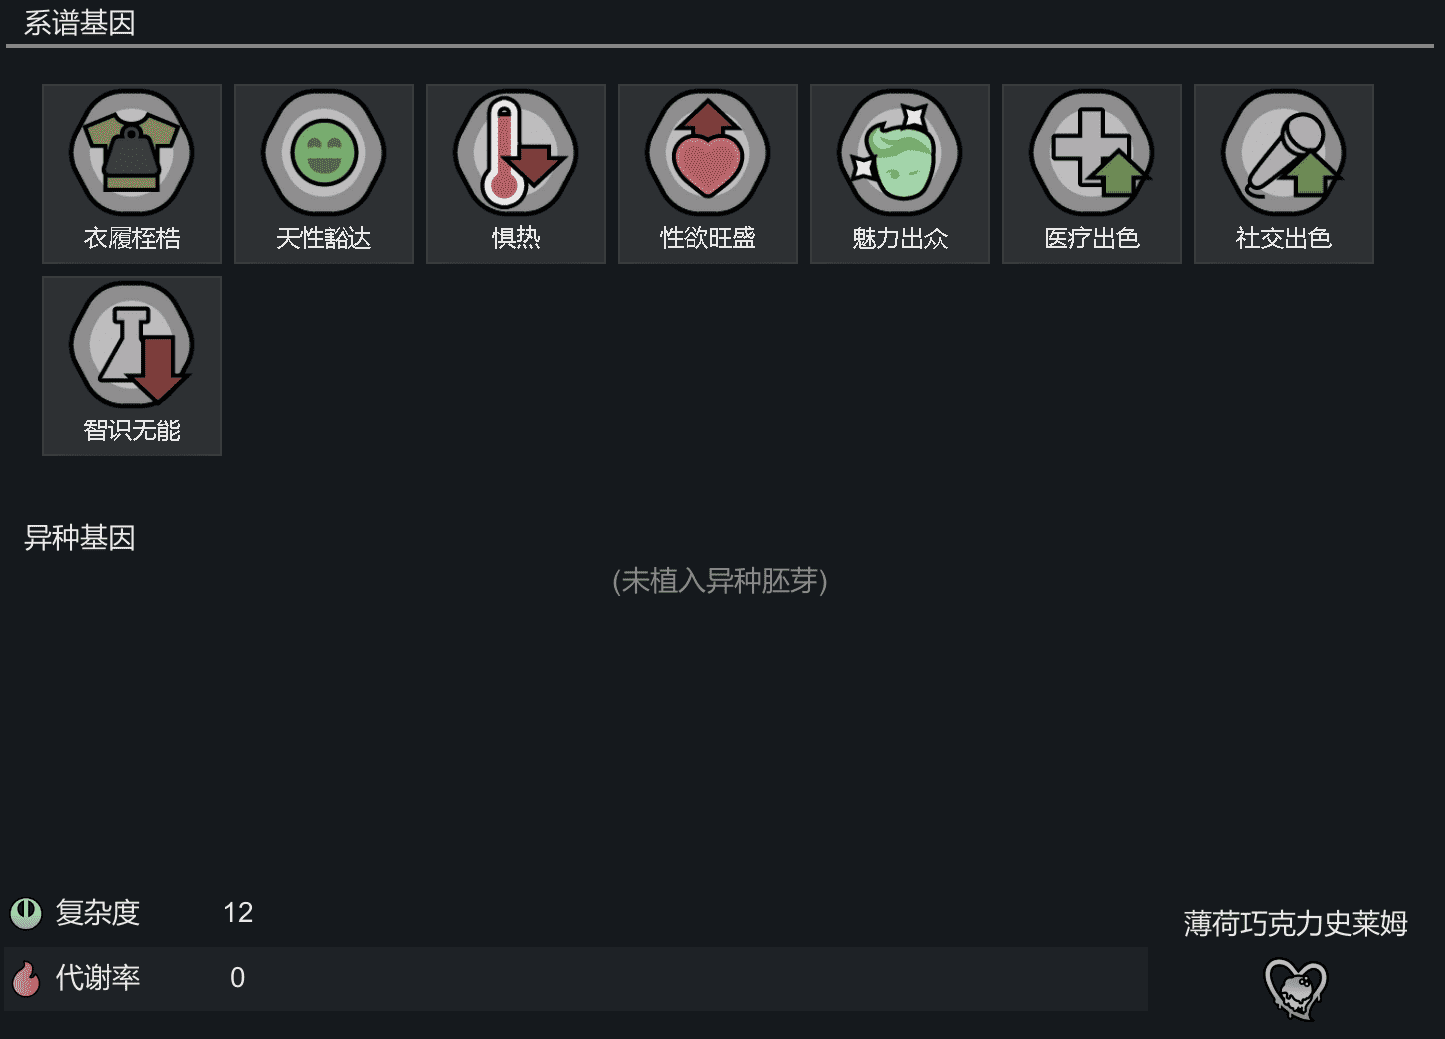 系谱基因
衣履桎梏 天性豁达 惧热 性欲旺盛 魅力出众 医疗出色 社交出色
智识无能
异种基因
(未植入异种胚芽)
复杂度 12
薄荷巧克力史莱姆
代谢率 0